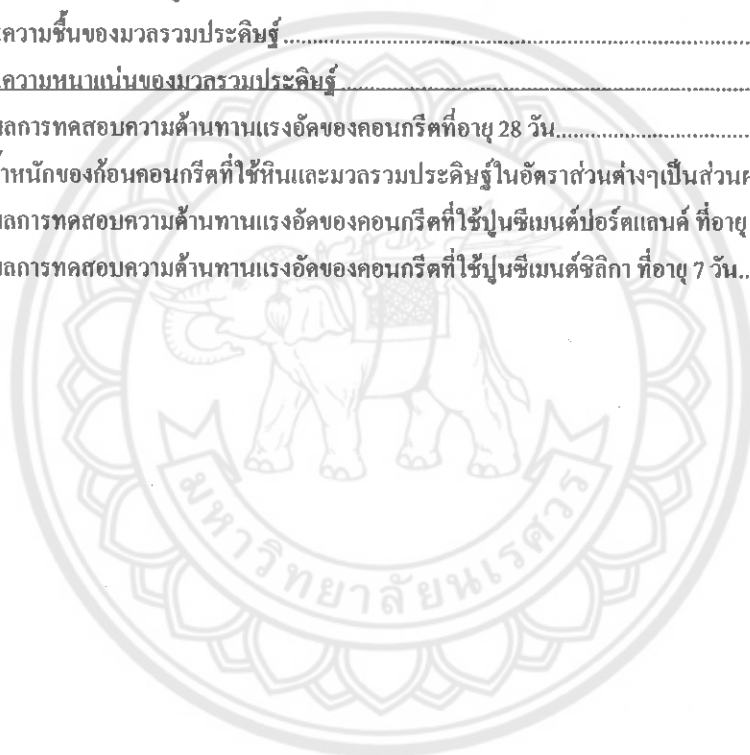 ความชื้นของมวลรวมประดิษฐ์
ความหนาแน่นของมวลรวมประดิษฐ์
ผลการทดสอบความต้านทานแรงอัดของคอนกรีตที่อายุ 28 วัน
น้ำหนักของก้อนคอนกรีตที่ใช้หินและมวลรวมประดิษฐ์ในอัตราส่วนต่างๆเป็นส่วน
ผลการทดสอบความต้านทานแรงอัดของคอนกรีตที่ใช้ปูนซีเมนต์ปอร์ตแลนด์ ที่อายุ
ผลการทดสอบความต้านทานแรงอัดของคอนกรีตที่ใช้ปูนซีเมนต์ซิลิกา ที่อายุ 7 วัน
มหาวิทยาลัยนเรศวร